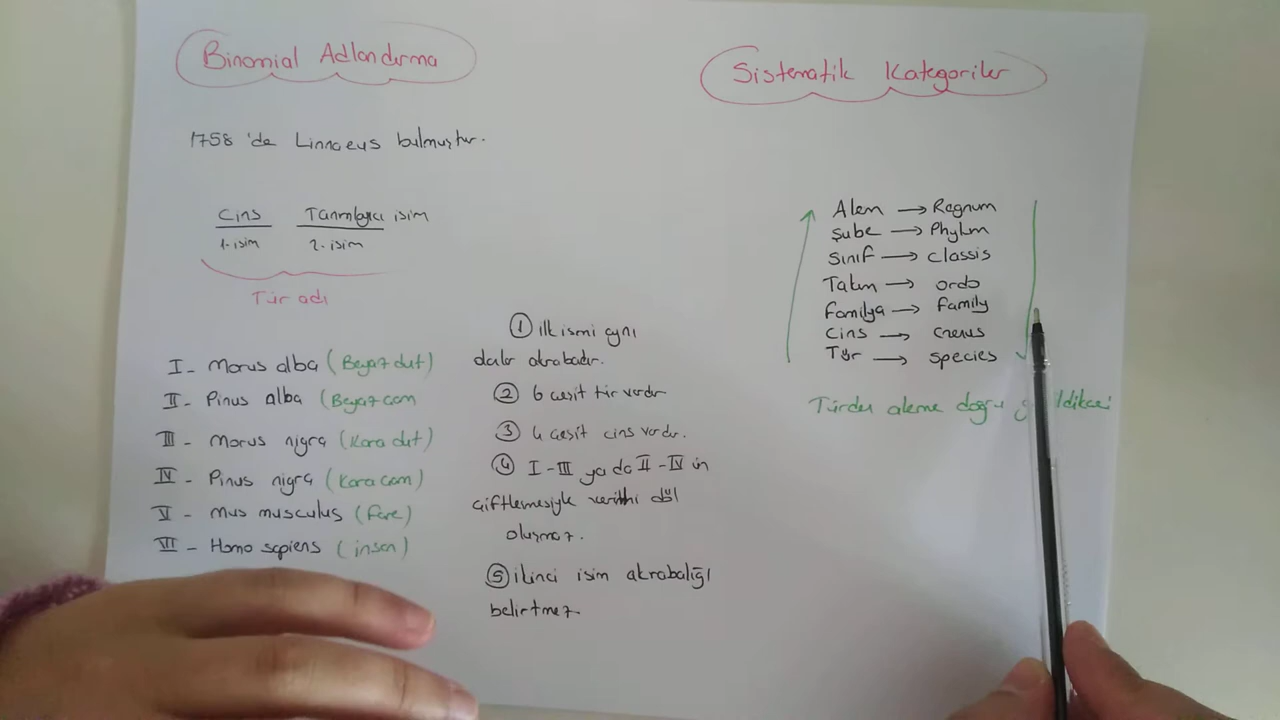 Binomial Adlandırma
1758 'de Linnaeus bulmuştur.
Cins Tanımlayıcı isim
1. isim 2. isim
Tür adı
I - Morus alba (Beyaz dut)
II - Pinus alba (Beyaz çam
III - Morus nigra (Kara dut)
IV - Pinus nigra (Kara çam)
V - Mus musculus (fare)
VI - Homo sapiens (insan)
① ilk ismi aynı
olanlar akrabadır.
② 6 çeşit tür vardır
③ 4 çeşit cins vardır.
④ I - III ya da II - IV ün
çiftleşmesiyle verimli döl
oluşmaz.
⑤ ikinci isim akrabalığı
belirtmez.
Sistematik Kategoriler
Alem → Regnum
Şube → Phylum
Sınıf → classis
Takım → ordo
familya → family
Cins → Genus
Tür → species
Türden aleme doğru